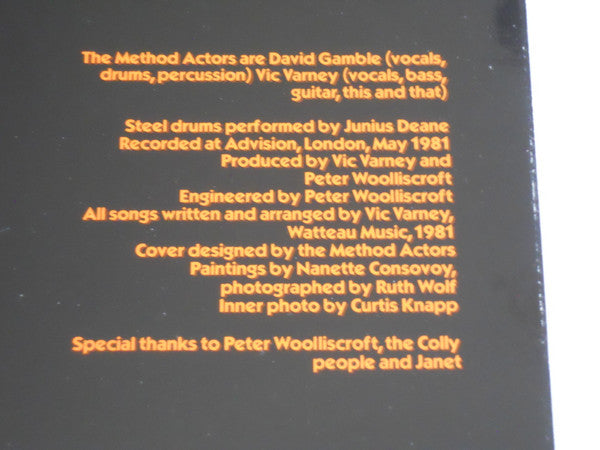 The Method Actors are David Gamble (vocals,
drums, percussion) Vic Varney (vocals, bass,
guitar, this and that)
Steel drums performed by Junius Deane
Recorded at Advision, London, May 1981
Produced by Vic Varney and
Peter Woolliscroft
Engineered by Peter Woolliscroft
All songs written and arranged by Vic Varney,
Watteau Music, 1981
Cover designed by the Method Actors
Paintings by Nanette Consovoy,
photographed by Ruth Wolf
Inner photo by Curtis Knapp
Special thanks to Peter Woolliscroft, the Colly
people and Janet